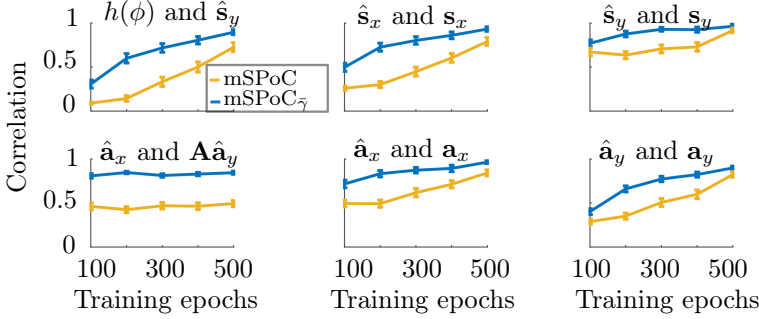 h(ϕ) and ŝ_y
ŝ_x and s_x
ŝ_y and s_y
1
0.5
0
mSPoC
mSPoC_γ̄
Correlation
â_x and Aâ_y
â_x and a_x
â_y and a_y
1
0.5
0
100 300 500
100 300 500
100 300 500
Training epochs
Training epochs
Training epochs